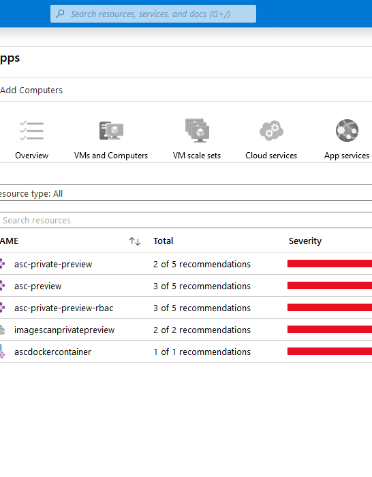 Search resources, services, and docs (G+/)
pps
Add Computers
Overview VMs and Computers VM scale sets Cloud services App services
esource type: All
Search resources
AME ↑↓ Total Severity
asc-private-preview 2 of 5 recommendations
asc-preview 3 of 5 recommendations
asc-private-preview-rbac 3 of 5 recommendations
imagescanprivatepreview 2 of 2 recommendations
ascdockercontainer 1 of 1 recommendations